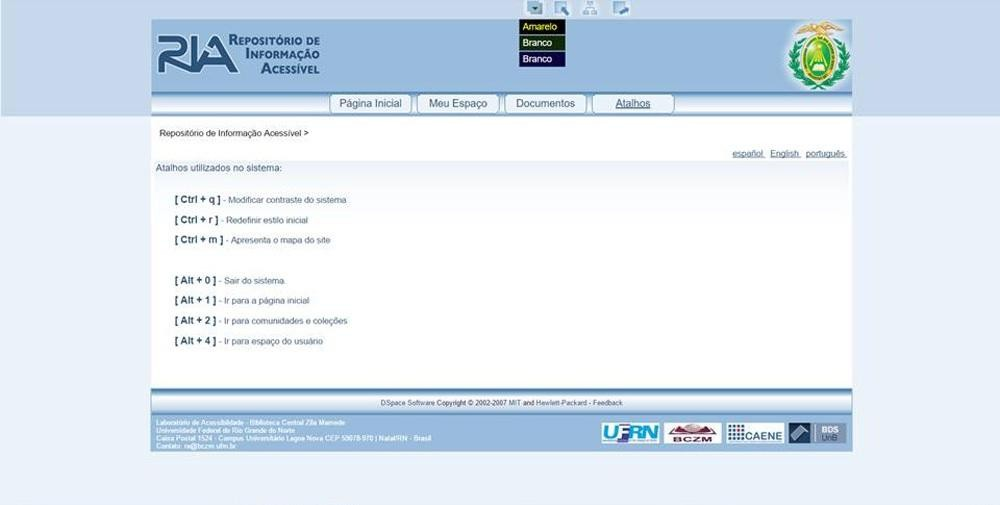 Amarelo
Branco
Branco
RIA REPOSITÓRIO DE
INFORMAÇÃO
ACESSÍVEL
Página Inicial Meu Espaço Documentos Atalhos
Repositório de Informação Acessível >
español English português
Atalhos utilizados no sistema:
[ Ctrl + q ] - Modificar contraste do sistema
[ Ctrl + r ] - Redefinir estilo inicial
[ Ctrl + m ] - Apresenta o mapa do site
[ Alt + 0 ] - Sair do sistema
[ Alt + 1 ] - Ir para a página inicial
[ Alt + 2 ] - Ir para comunidades e coleções
[ Alt + 4 ] - Ir para espaço do usuário
DSpace Software Copyright © 2002-2007 MIT and Hewlett-Packard - Feedback
Laboratório de Acessibilidade - Biblioteca Central Zila Mamede
Universidade Federal do Rio Grande do Norte
Caixa Postal 1524 - Campus Universitário Lagoa Nova CEP 59078-970 | Natal/RN - Brasil
Contato: ria@bczm.ufrn.br
UFRN BCZM CAENE BDS
UnB